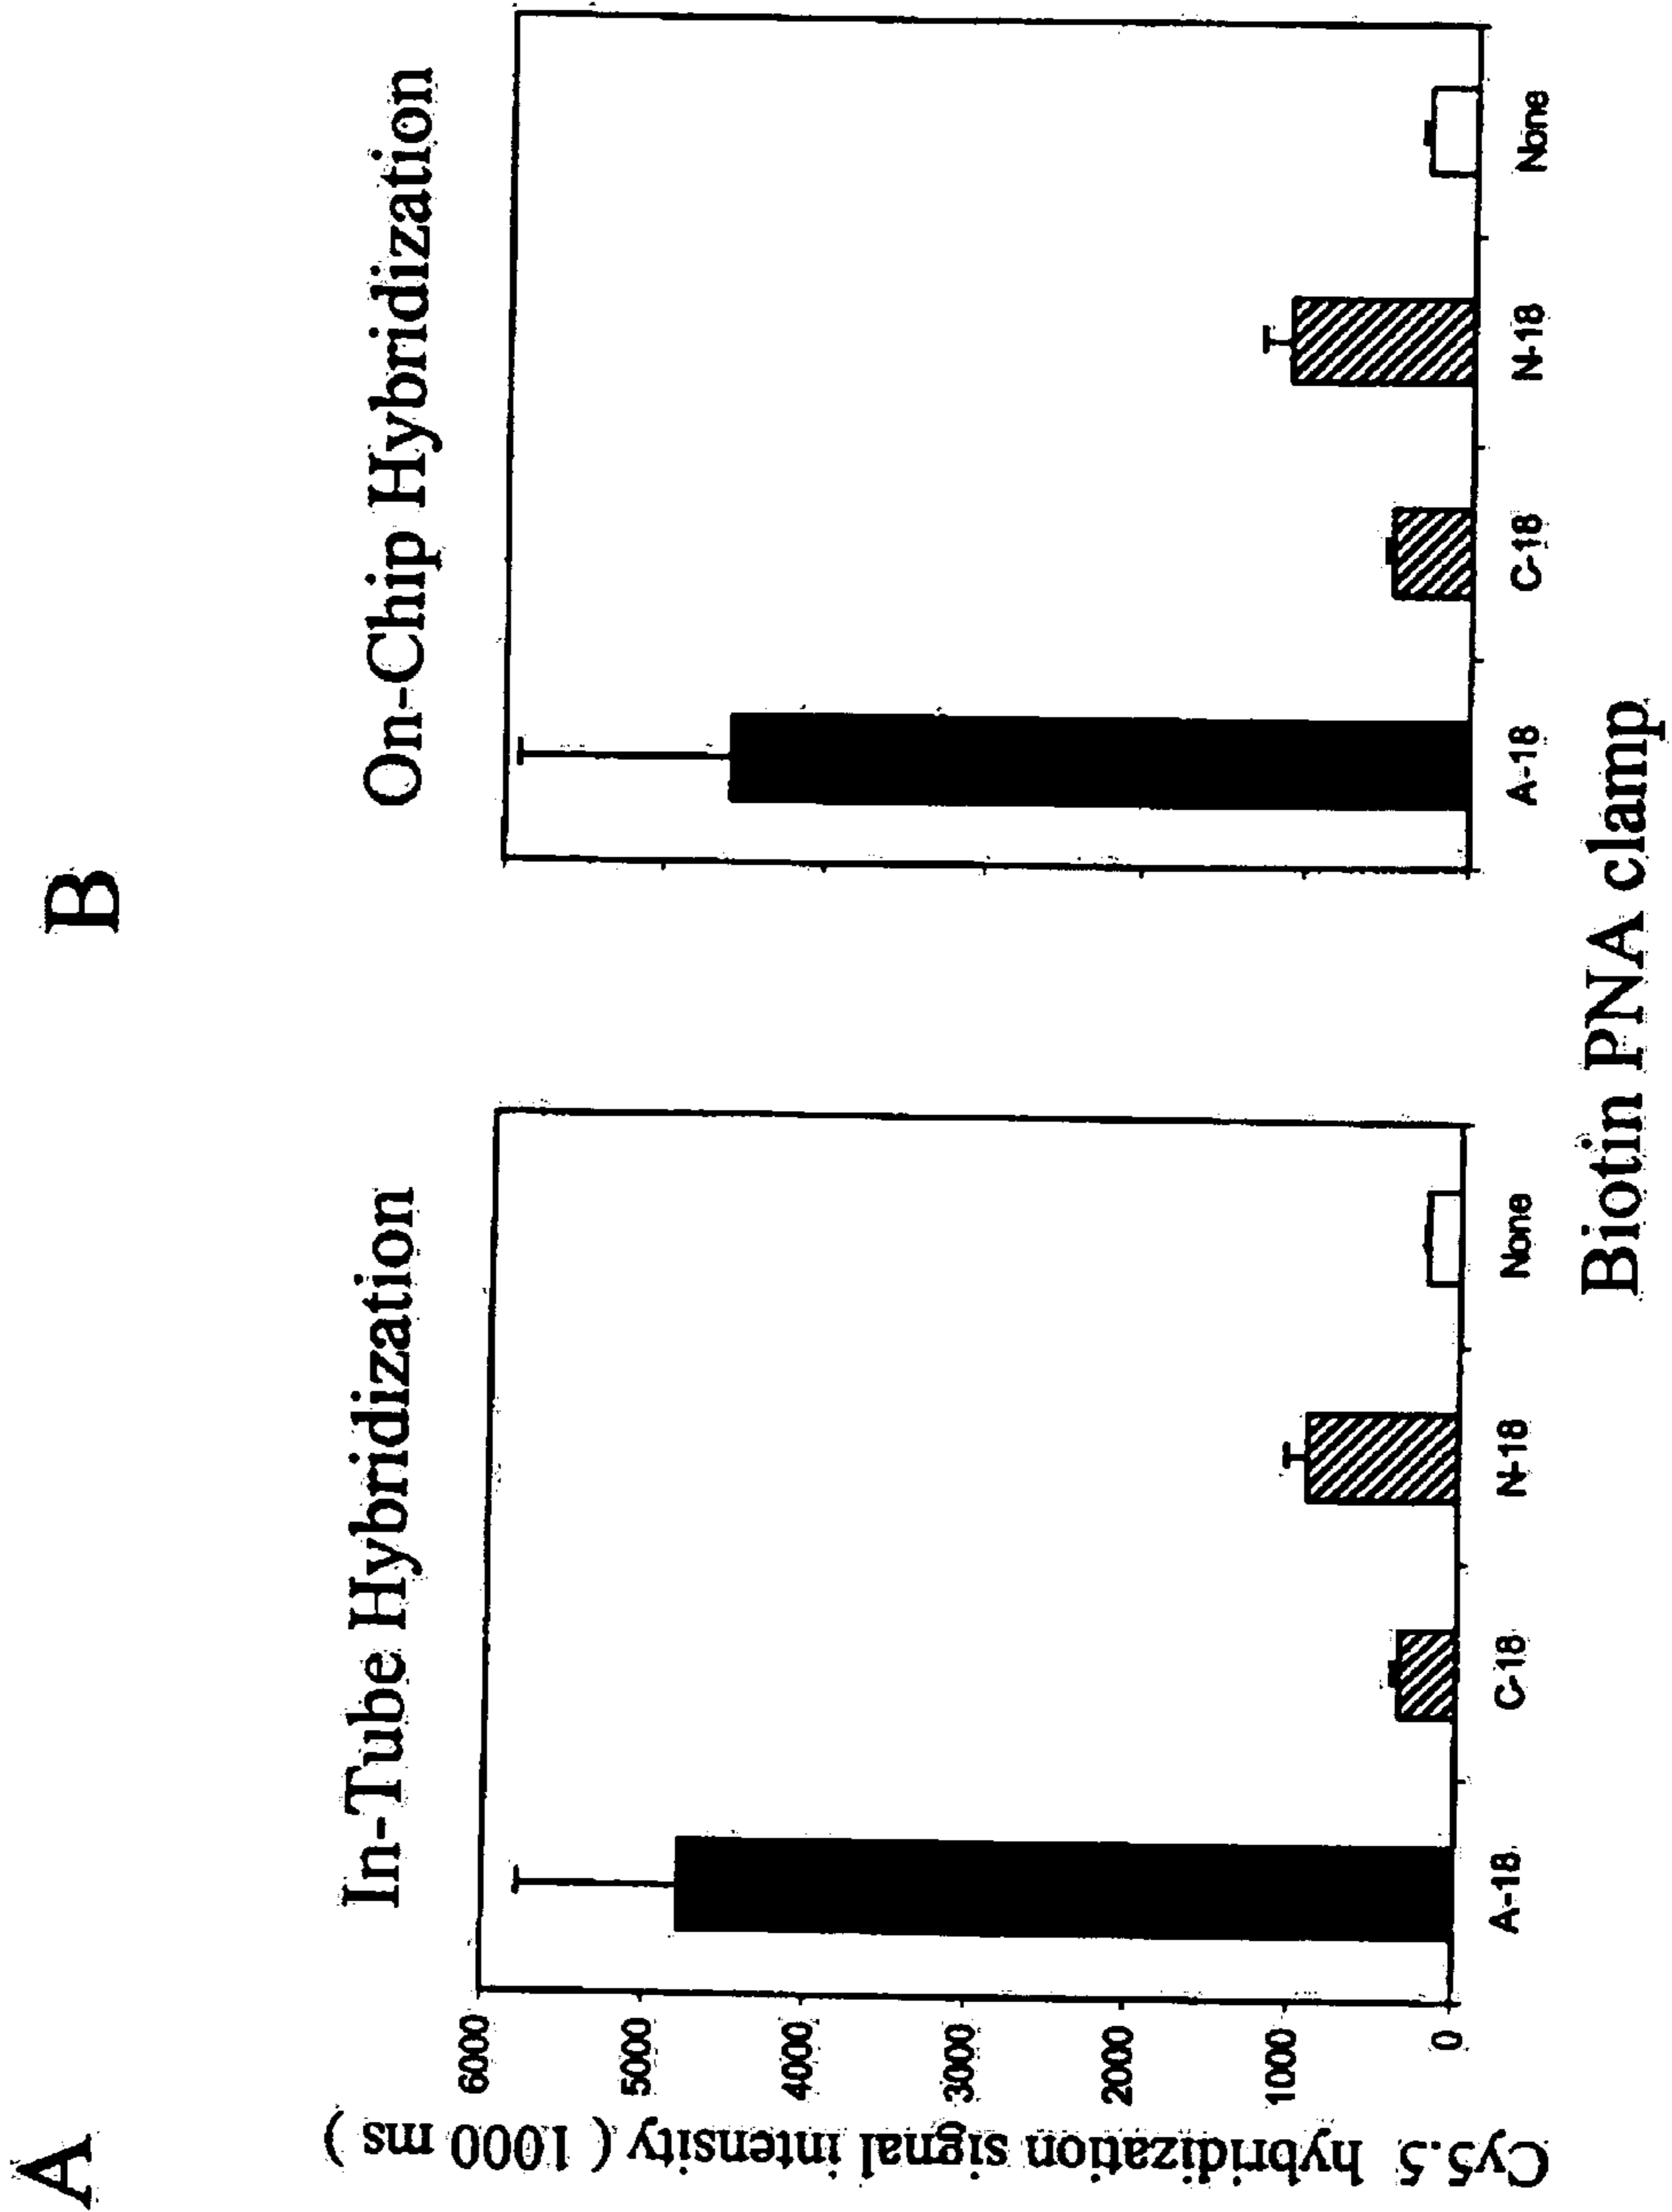 A
B
In-Tube Hybridization
On-Chip Hybridization
Cy5.5 hybridization signal intensity ( 1000 ms )
6000
5000
4000
3000
2000
1000
0
A-18
C-18
N-18
None
A-18
C-18
N-18
None
Biotin PNA clamp